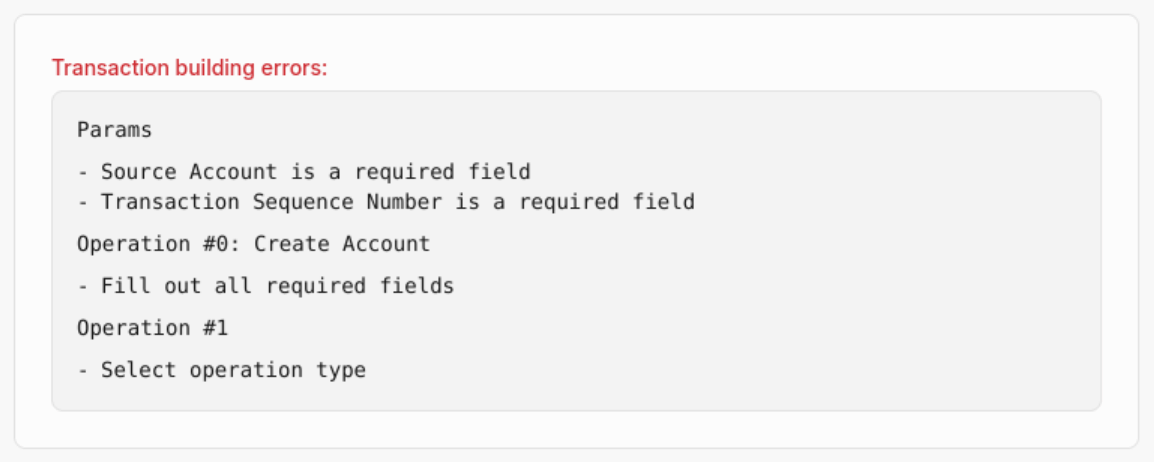 Transaction building errors:
Params
- Source Account is a required field
- Transaction Sequence Number is a required field
Operation #0: Create Account
- Fill out all required fields
Operation #1
- Select operation type